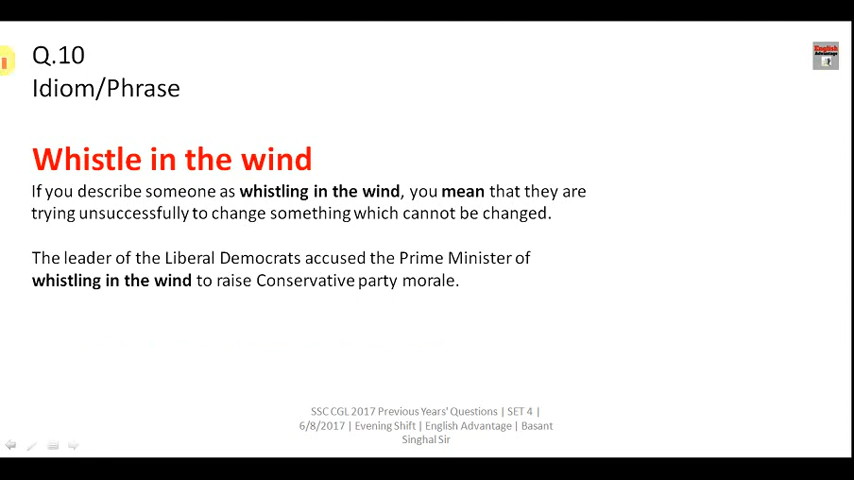 Q.10
Idiom/Phrase
English
Advantage
Whistle in the wind
If you describe someone as whistling in the wind, you mean that they are
trying unsuccessfully to change something which cannot be changed.
The leader of the Liberal Democrats accused the Prime Minister of
whistling in the wind to raise Conservative party morale.
SSC CGL 2017 Previous Years' Questions | SET 4 |
6/8/2017 | Evening Shift | English Advantage | Basant
Singhal Sir